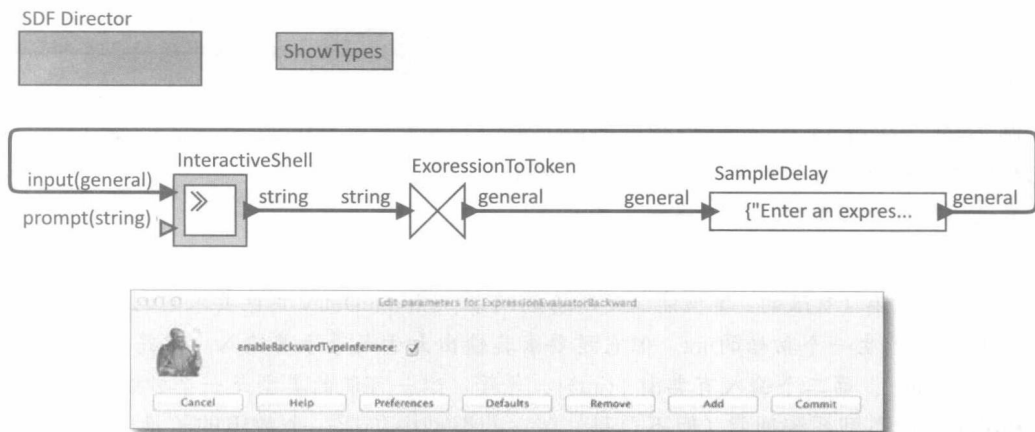 SDF Director
ShowTypes
InteractiveShell
ExoressionToToken
SampleDelay
input(general)
prompt(string)
string
string
general
general
{"Enter an expres...
general
Edit parameters for ExpressionEvaluatorBackward
enableBackwardTypeInference:
Cancel
Help
Preferences
Defaults
Remove
Add
Commit